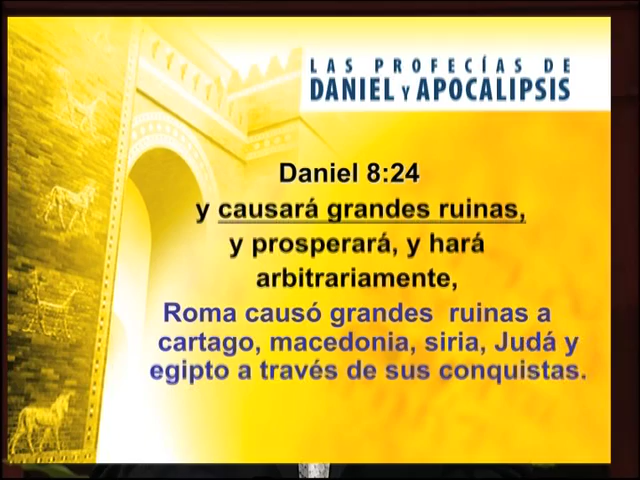 LAS PROFECÍAS DE
DANIEL Y APOCALIPSIS
Daniel 8:24
y causará grandes ruinas,
y prosperará, y hará
arbitrariamente,
Roma causó grandes ruinas a
cartago, macedonia, siria, Judá y
egipto a través de sus conquistas.